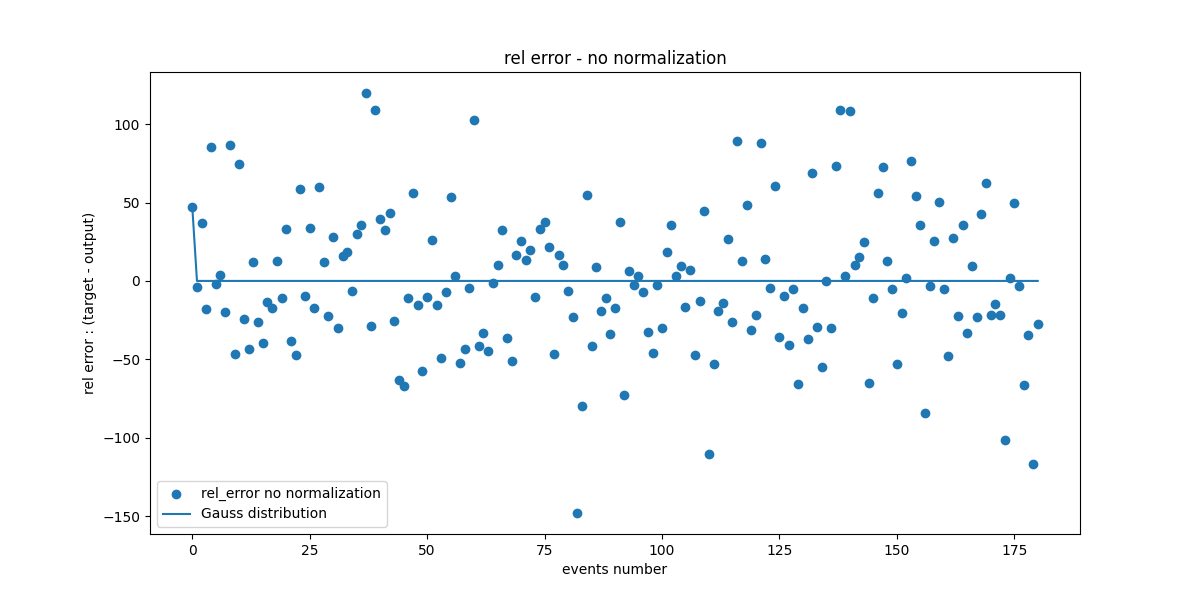 rel error - no normalization
rel error : (target - output)
100
50
0
−50
−100
−150
rel_error no normalization
Gauss distribution
0 25 50 75 100 125 150 175
events number